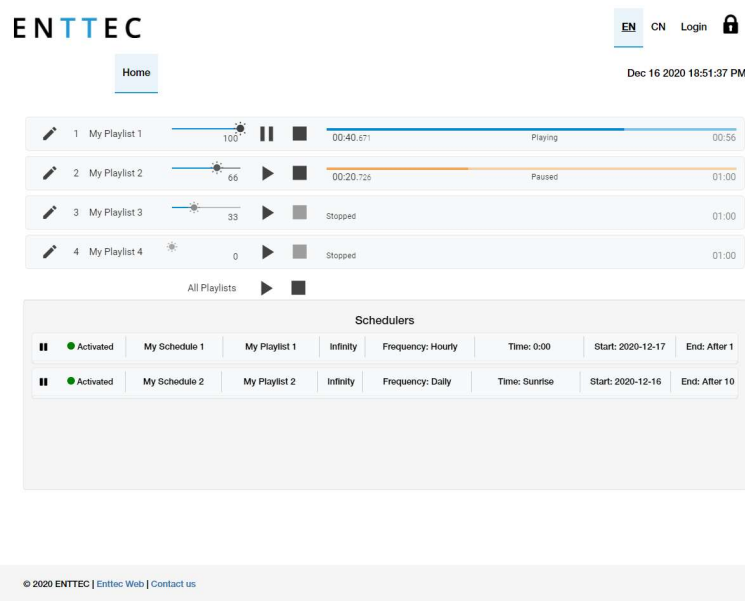 ENTTEC
EN CN Login
Home
Dec 16 2020 18:51:37 PM
1 My Playlist 1 100 00:40.671 Playing 00:56
2 My Playlist 2 66 00:20.726 Paused 01:00
3 My Playlist 3 33 Stopped 01:00
4 My Playlist 4 0 Stopped 01:00
All Playlists
Schedulers
Activated My Schedule 1 My Playlist 1 Infinity Frequency: Hourly Time: 0:00 Start: 2020-12-17 End: After 1
Activated My Schedule 2 My Playlist 2 Infinity Frequency: Daily Time: Sunrise Start: 2020-12-16 End: After 10
© 2020 ENTTEC | Enttec Web | Contact us